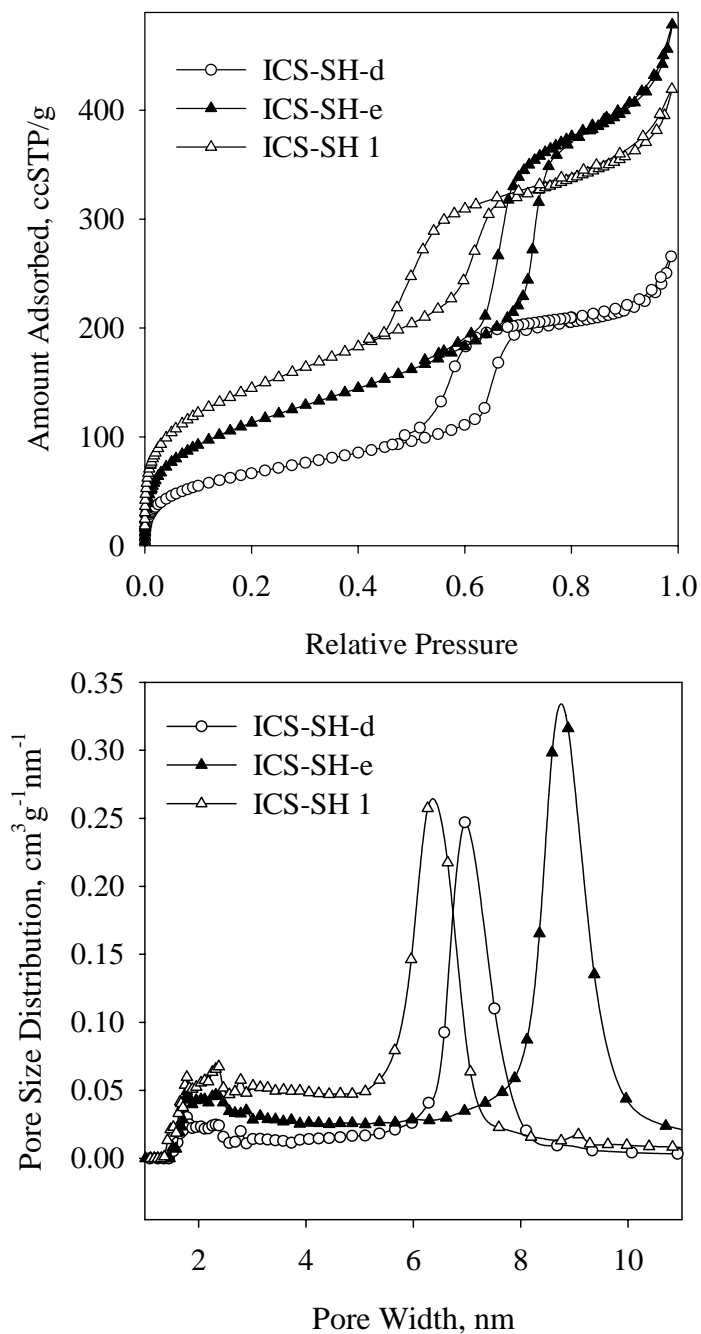 Amount Adsorbed, ccSTP/g
400
300
200
100
0
ICS-SH-d
ICS-SH-e
ICS-SH 1
0.0 0.2 0.4 0.6 0.8 1.0
Relative Pressure
Pore Size Distribution, cm³g⁻¹nm⁻¹
0.35
0.30
0.25
0.20
0.15
0.10
0.05
0.00
ICS-SH-d
ICS-SH-e
ICS-SH 1
2 4 6 8 10
Pore Width, nm